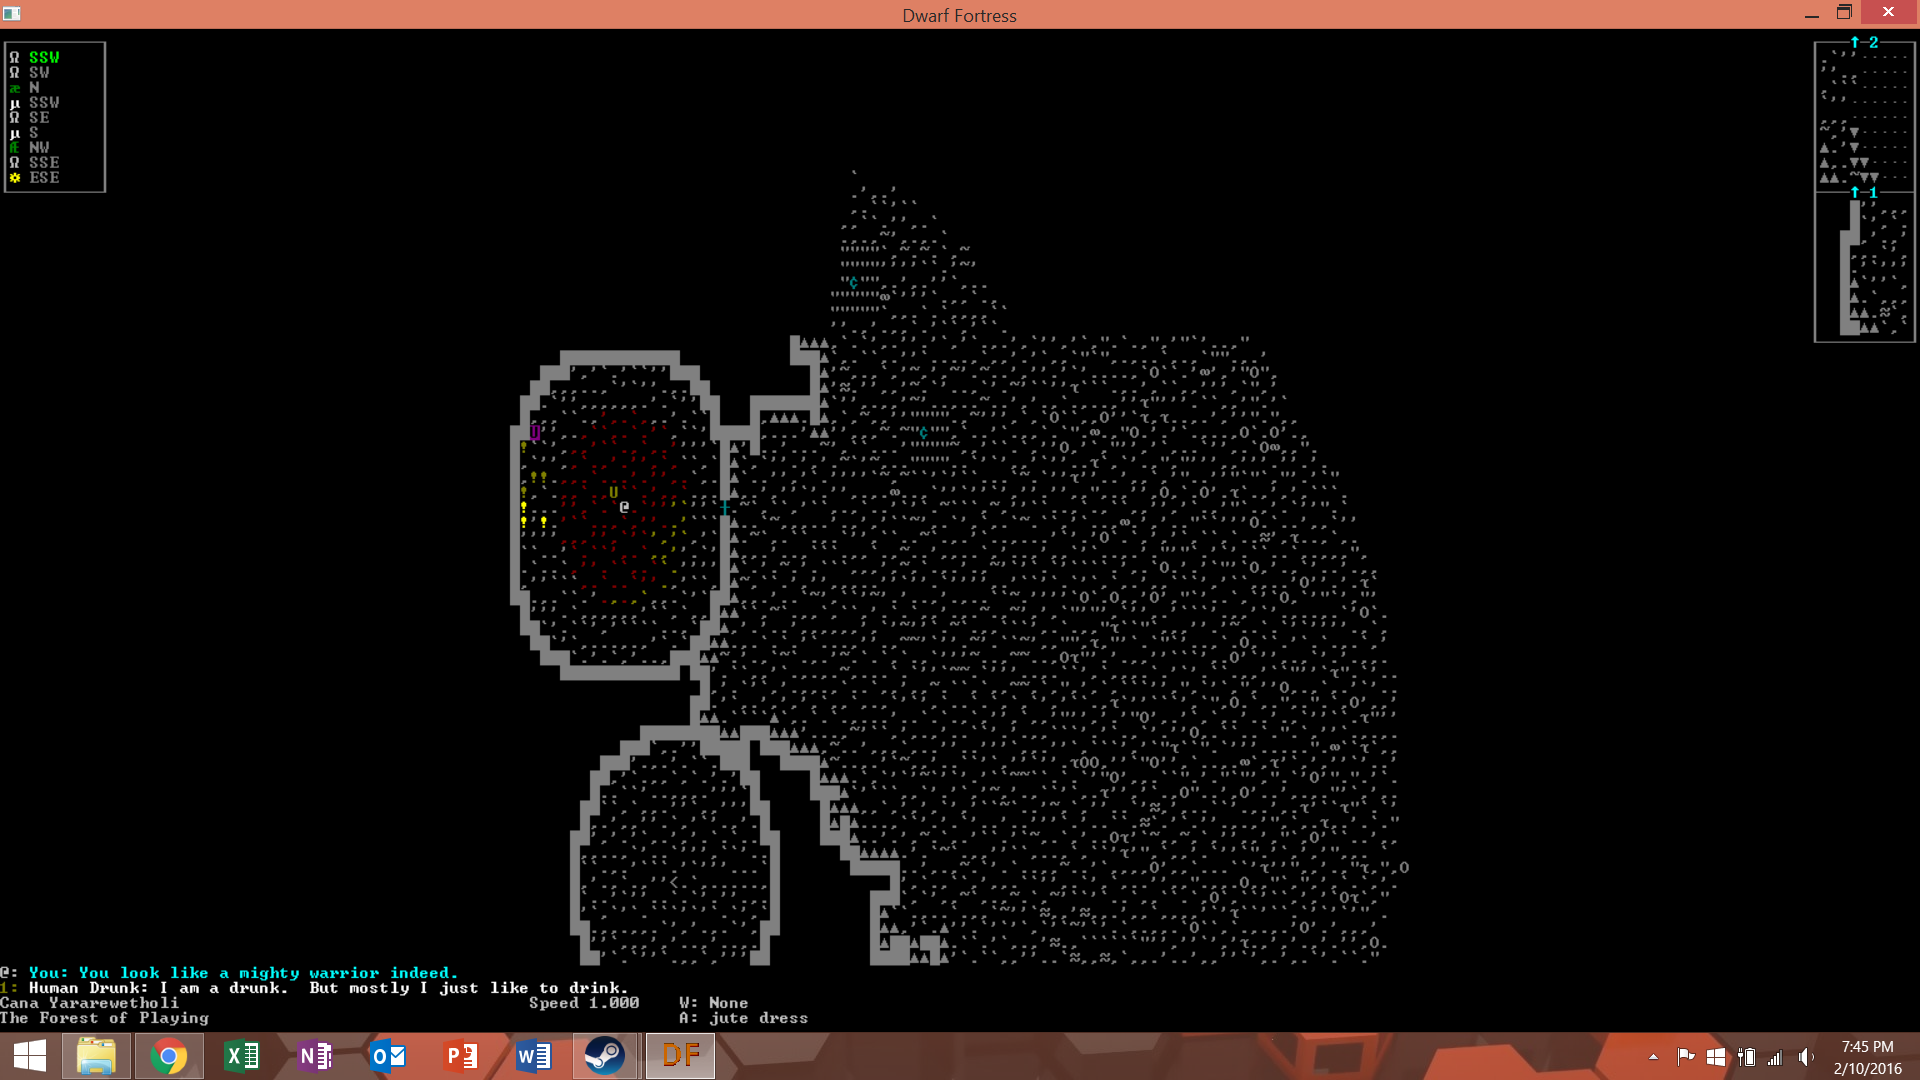 Dwarf Fortress
Ω SSW
Ω SW
æ N
µ SSW
Ω SE
µ S
Æ NW
Ω SSE
☼ ESE
↑ 2
↑ 1
@: You: You look like a mighty warrior indeed.
1: Human Drunk: I am a drunk.  But mostly I just like to drink.
Cana Yararewetholi
Speed 1.000
W: None
The Forest of Playing
A: jute dress
DF
7:45 PM
2/10/2016